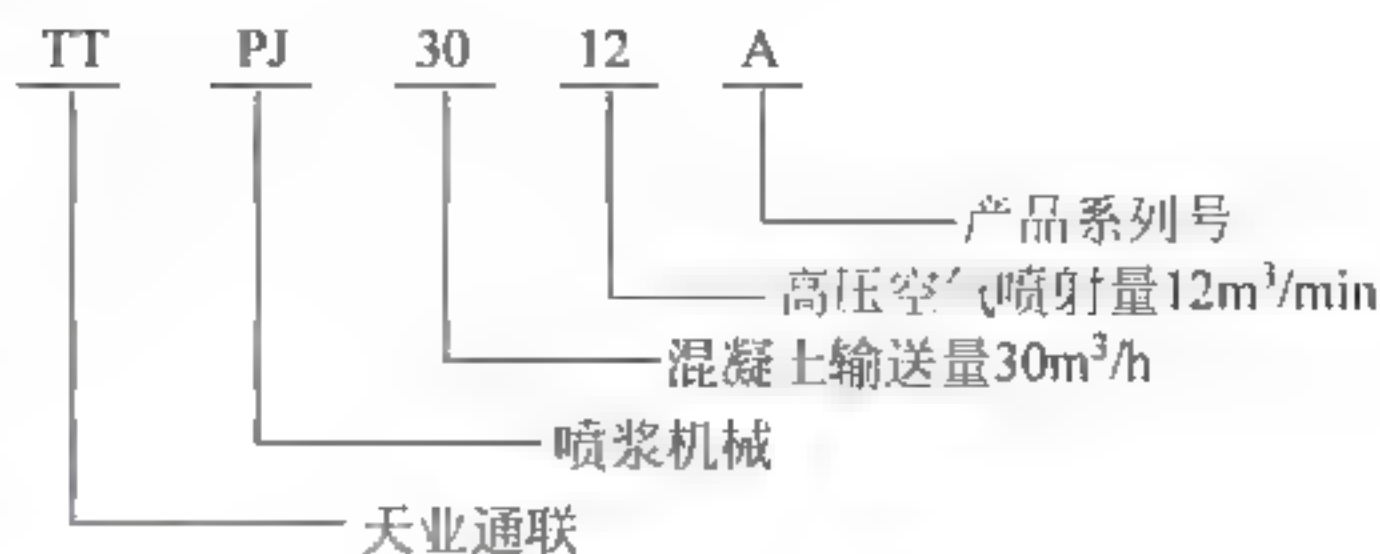 TT PJ 30 12 A
产品系列号
高压空气喷射量12m³/min
混凝土输送量30m³/h
喷浆机械
天业通联